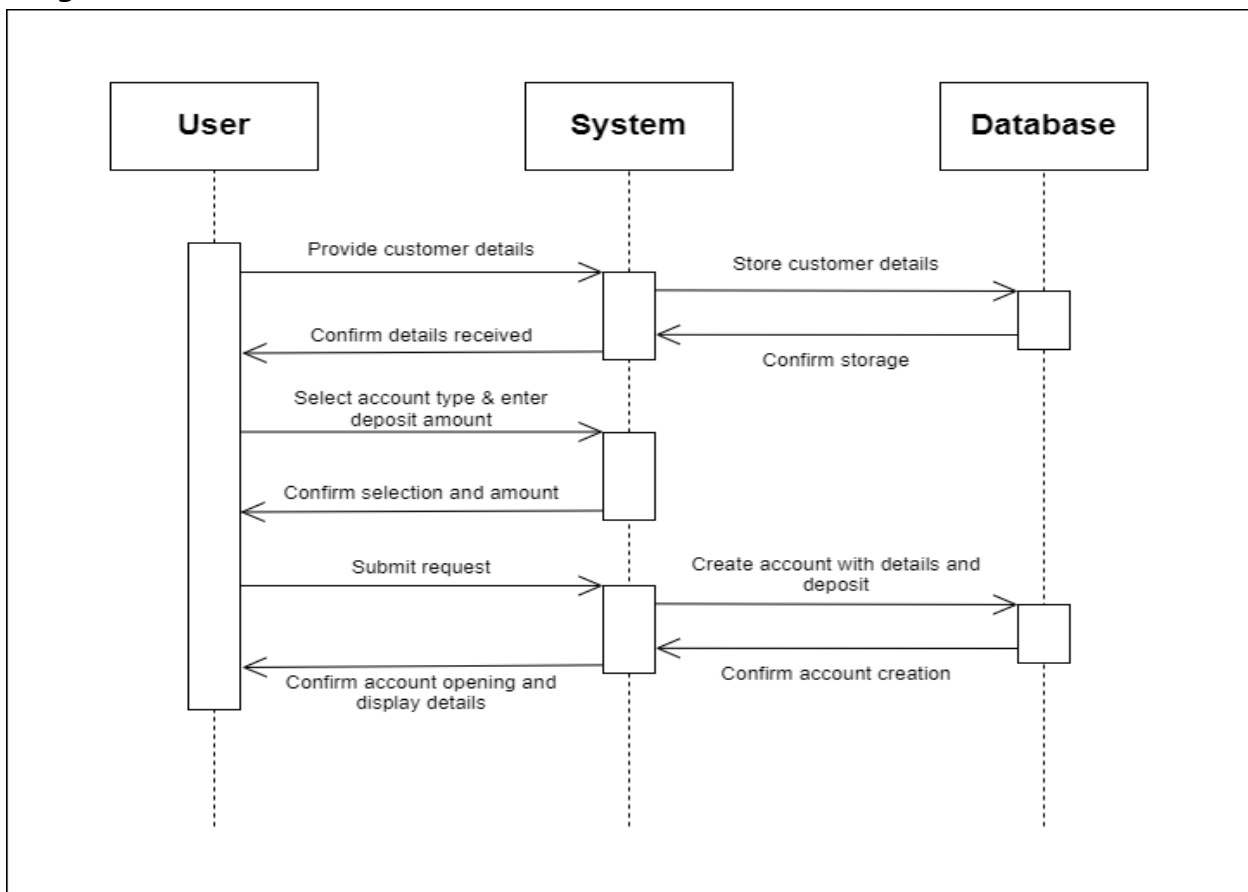 User
System
Database
Provide customer details
Store customer details
Confirm details received
Confirm storage
Select account type & enter
deposit amount
Confirm selection and amount
Submit request
Create account with details and
deposit
Confirm account creation
Confirm account opening and
display details